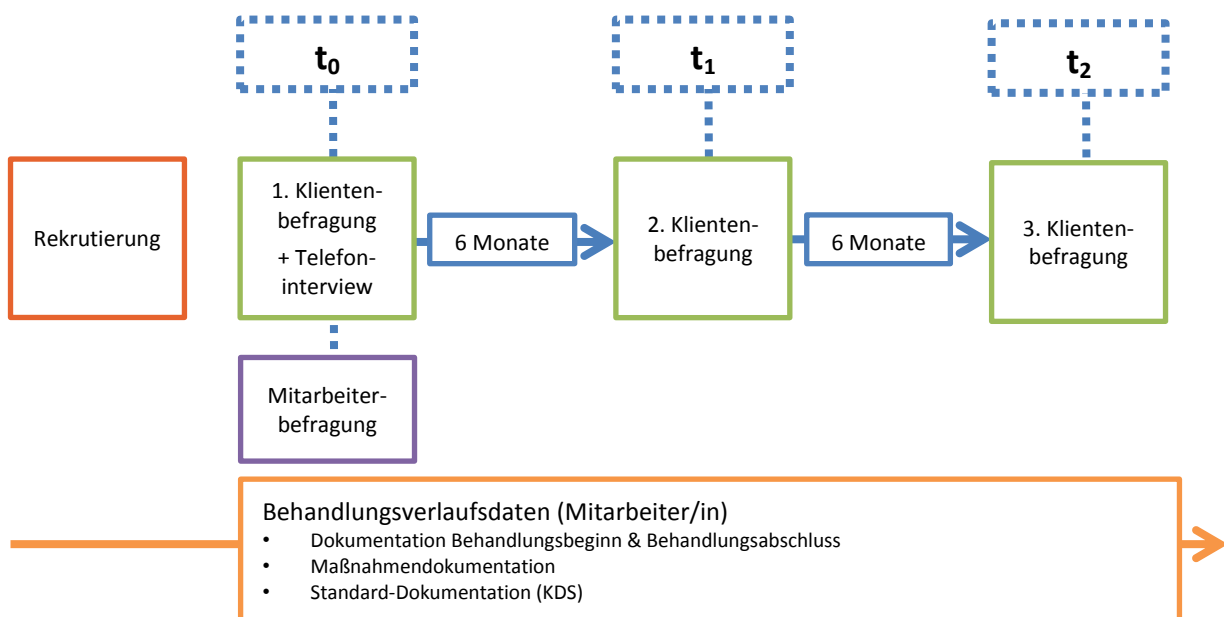 t₀
t₁
t₂
Rekrutierung
1. Klienten-
befragung
+ Telefon-
interview
6 Monate
2. Klienten-
befragung
6 Monate
3. Klienten-
befragung
Mitarbeiter-
befragung
Behandlungsverlaufsdaten (Mitarbeiter/in)
• Dokumentation Behandlungsbeginn & Behandlungsabschluss
• Maßnahmendokumentation
• Standard-Dokumentation (KDS)